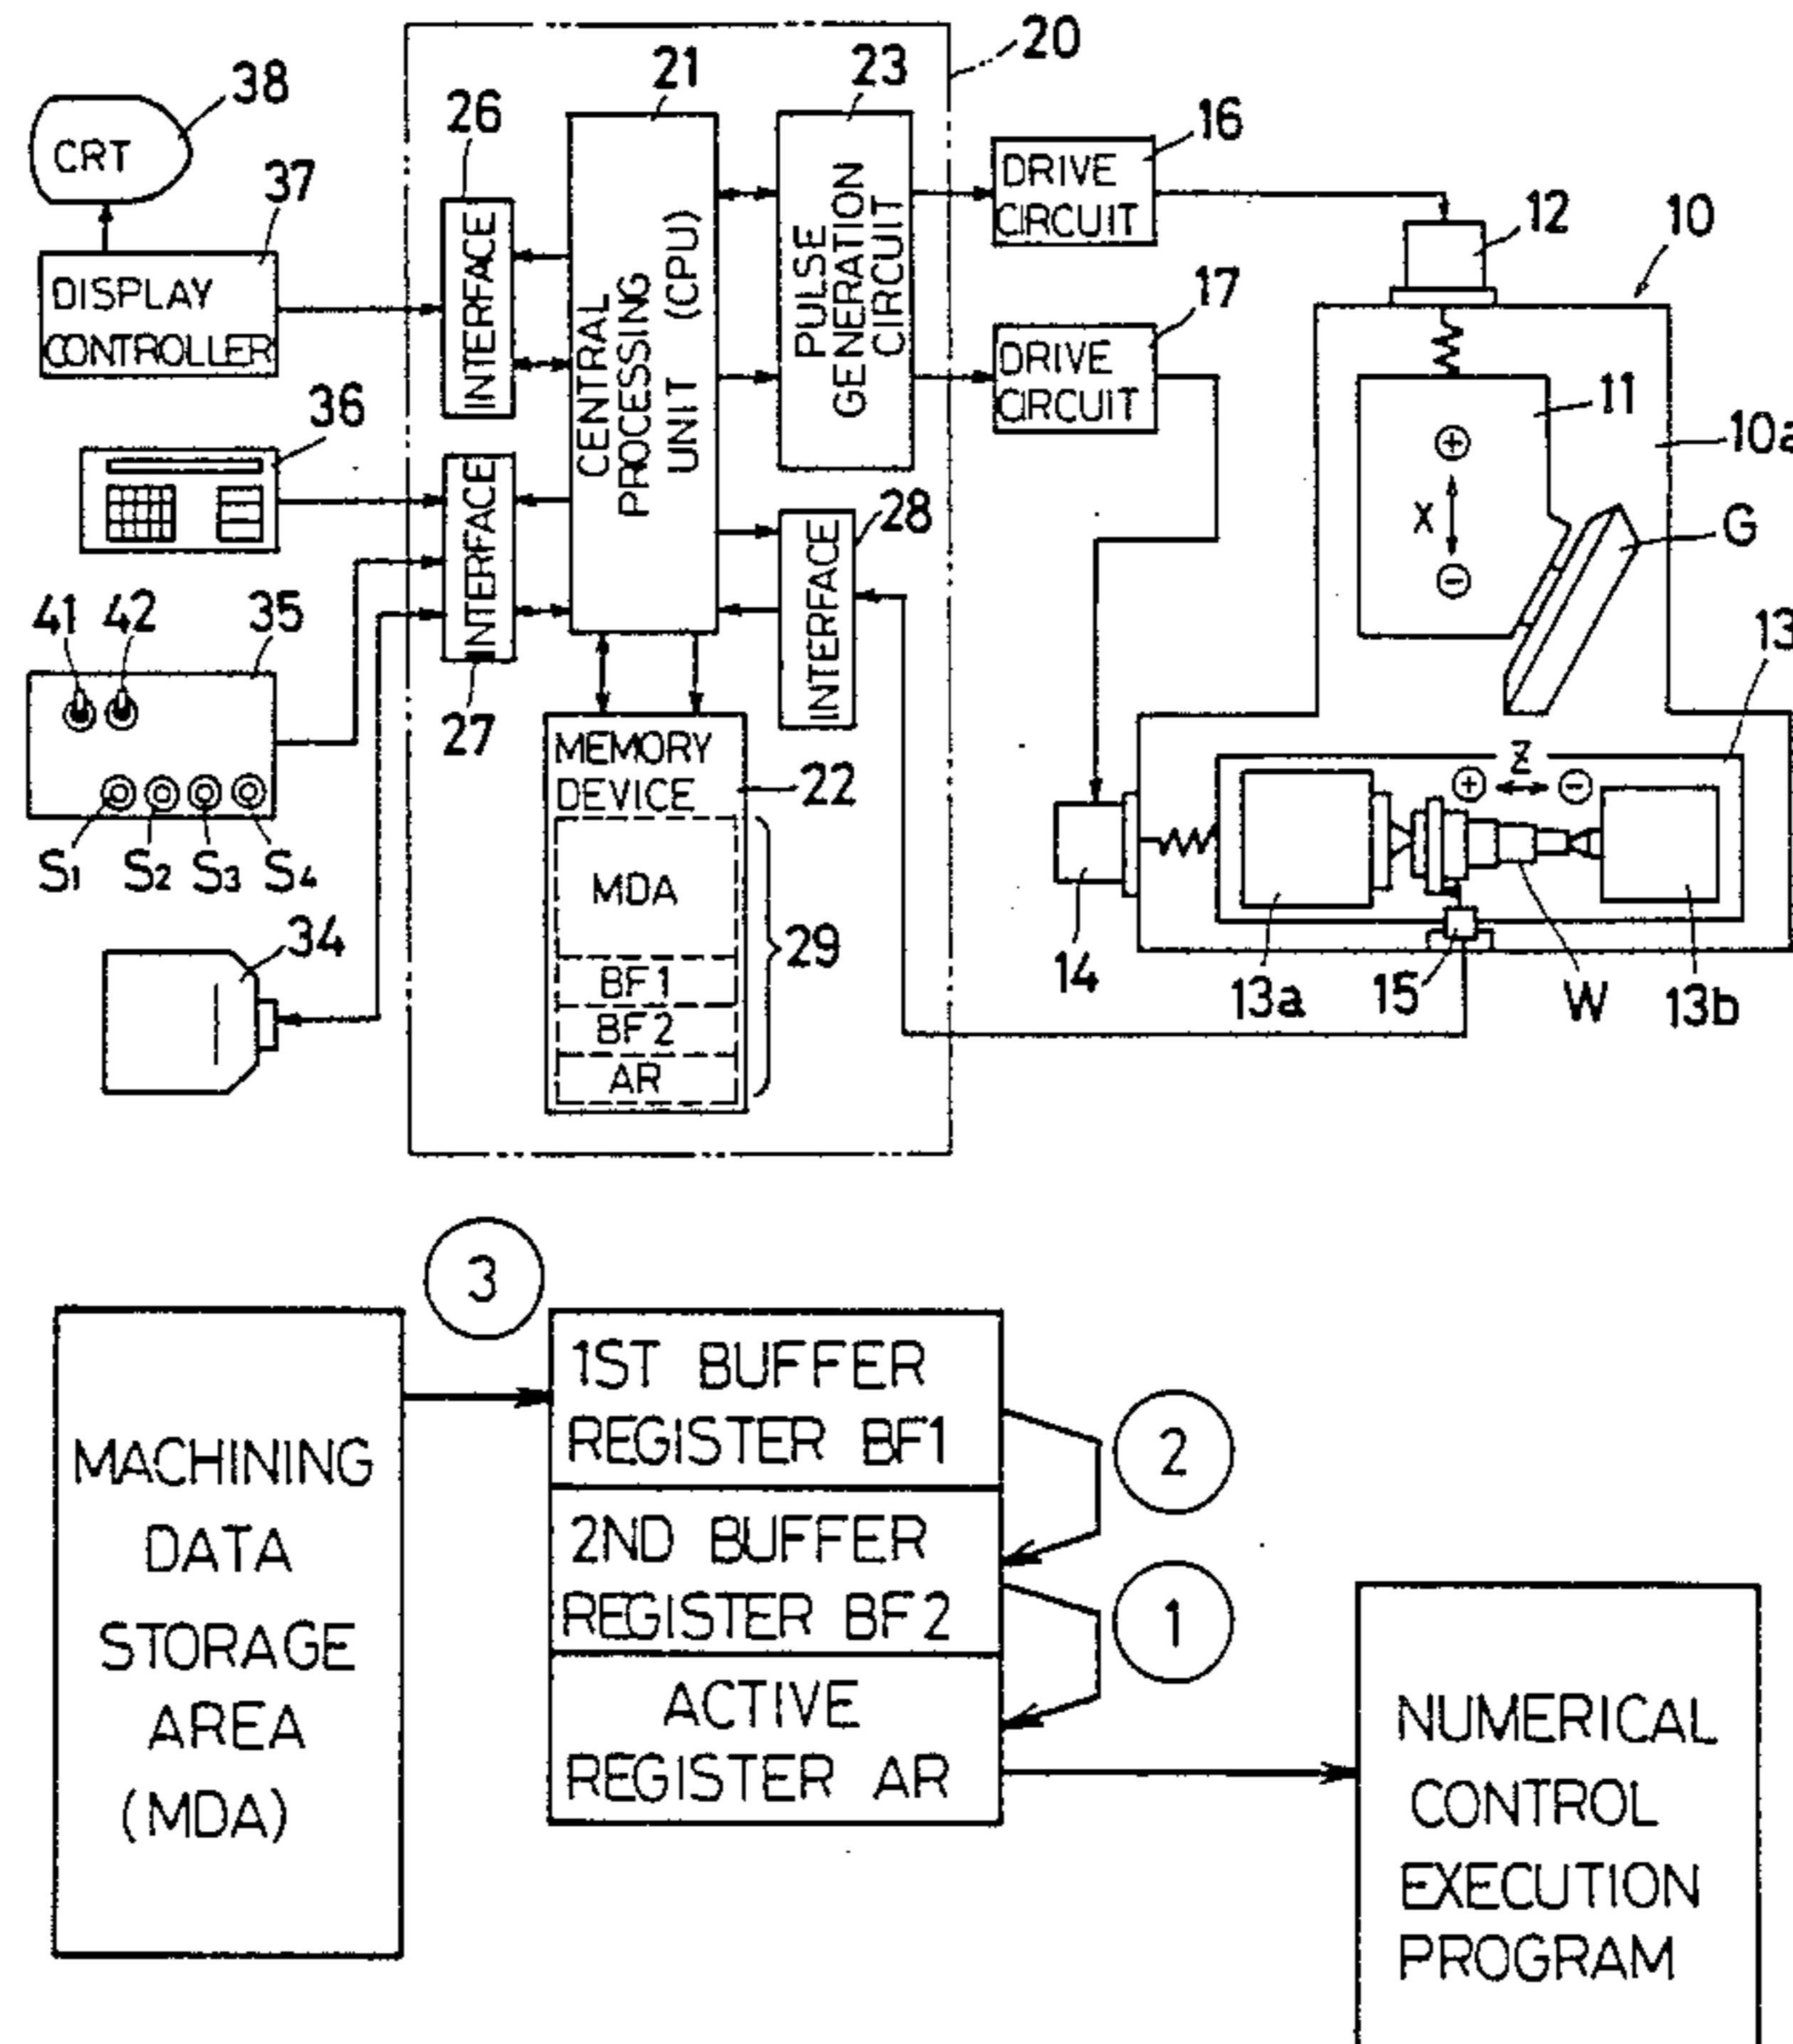 38
CRT
37
DISPLAY
CONTROLLER
36
41
42
35
S1
S2
S3
S4
34
20
21
23
26
INTERFACE
CENTRAL
PROCESSING
UNIT (CPU)
PULSE
GENERATION
CIRCUIT
INTERFACE
27
28
INTERFACE
MEMORY
DEVICE
22
MDA
BF1
BF2
AR
29
16
DRIVE
CIRCUIT
17
DRIVE
CIRCUIT
12
10
11
10a
+
X
−
G
13
+ Z −
14
13a
15
W
13b
3
MACHINING
DATA
STORAGE
AREA
(MDA)
1ST BUFFER
REGISTER BF1
2
2ND BUFFER
REGISTER BF2
1
ACTIVE
REGISTER AR
NUMERICAL
CONTROL
EXECUTION
PROGRAM